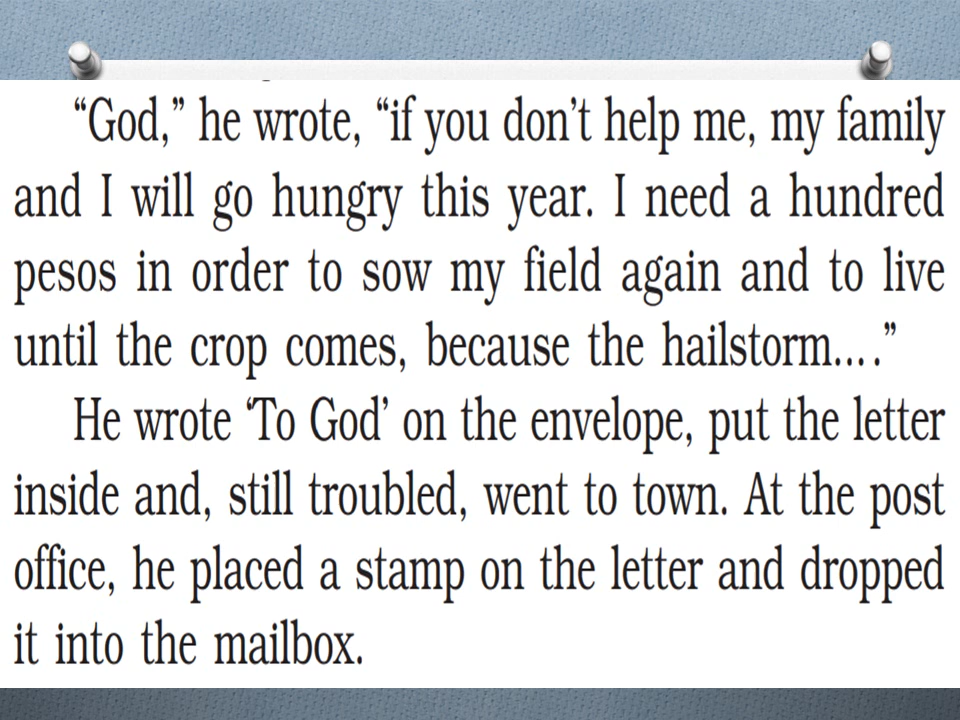 “God,” he wrote, “if you don’t help me, my family
and I will go hungry this year. I need a hundred
pesos in order to sow my field again and to live
until the crop comes, because the hailstorm....”
He wrote ‘To God’ on the envelope, put the letter
inside and, still troubled, went to town. At the post
office, he placed a stamp on the letter and dropped
it into the mailbox.